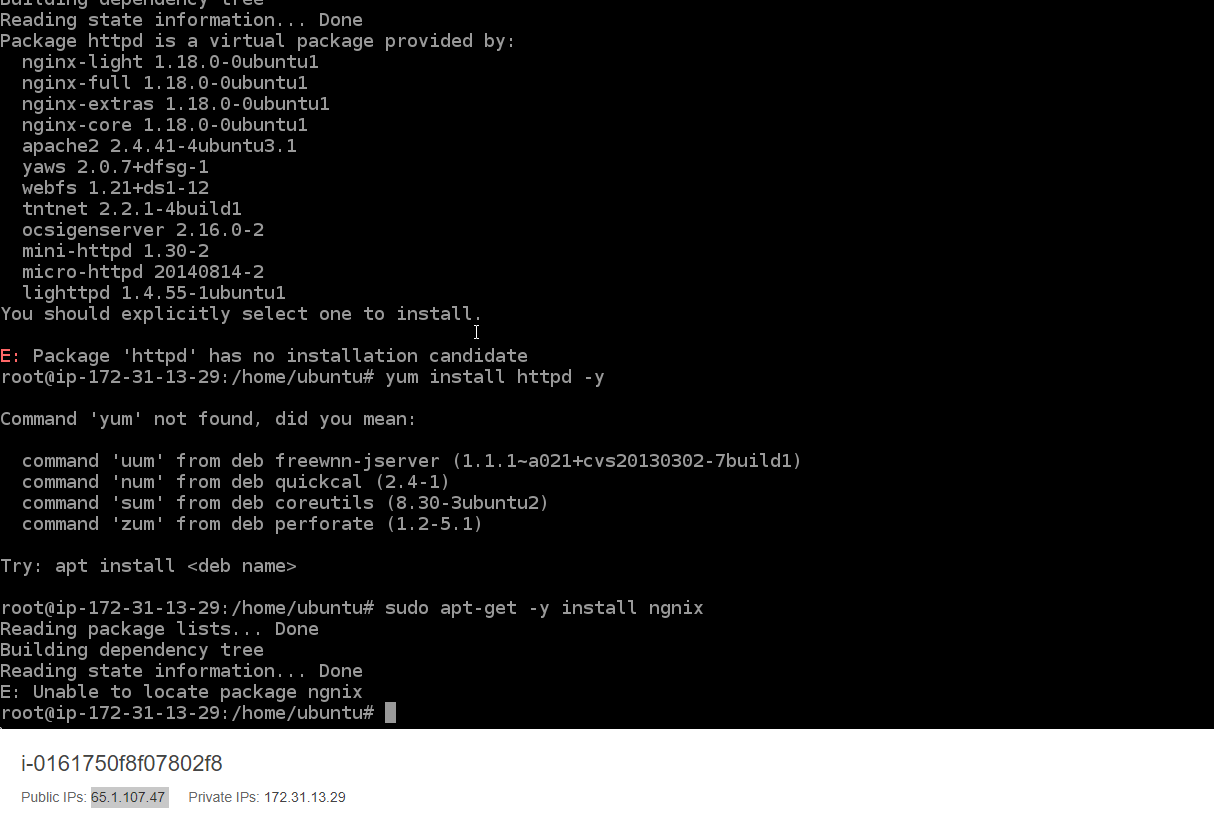 Building dependency tree
Reading state information... Done
Package httpd is a virtual package provided by:
  nginx-light 1.18.0-0ubuntu1
  nginx-full 1.18.0-0ubuntu1
  nginx-extras 1.18.0-0ubuntu1
  nginx-core 1.18.0-0ubuntu1
  apache2 2.4.41-4ubuntu3.1
  yaws 2.0.7+dfsg-1
  webfs 1.21+ds1-12
  tntnet 2.2.1-4build1
  ocsigenserver 2.16.0-2
  mini-httpd 1.30-2
  micro-httpd 20140814-2
  lighttpd 1.4.55-1ubuntu1
You should explicitly select one to install.
E: Package 'httpd' has no installation candidate
root@ip-172-31-13-29:/home/ubuntu# yum install httpd -y
Command 'yum' not found, did you mean:
  command 'uum' from deb freewnn-jserver (1.1.1~a021+cvs20130302-7build1)
  command 'num' from deb quickcal (2.4-1)
  command 'sum' from deb coreutils (8.30-3ubuntu2)
  command 'zum' from deb perforate (1.2-5.1)
Try: apt install <deb name>
root@ip-172-31-13-29:/home/ubuntu# sudo apt-get -y install ngnix
Reading package lists... Done
Building dependency tree
Reading state information... Done
E: Unable to locate package ngnix
root@ip-172-31-13-29:/home/ubuntu#
i-0161750f8f07802f8
Public IPs: 65.1.107.47 Private IPs: 172.31.13.29